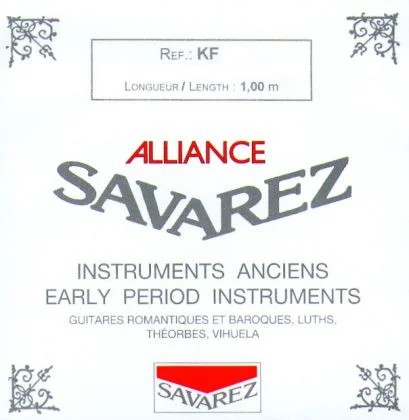 REF.: KF
LONGUEUR / LENGTH : 1,00 m
ALLIANCE
SAVAREZ
INSTRUMENTS ANCIENS
EARLY PERIOD INSTRUMENTS
GUITARES ROMANTIQUES ET BAROQUES, LUTHS,
THÉORBES, VIHUELA
SAVAREZ